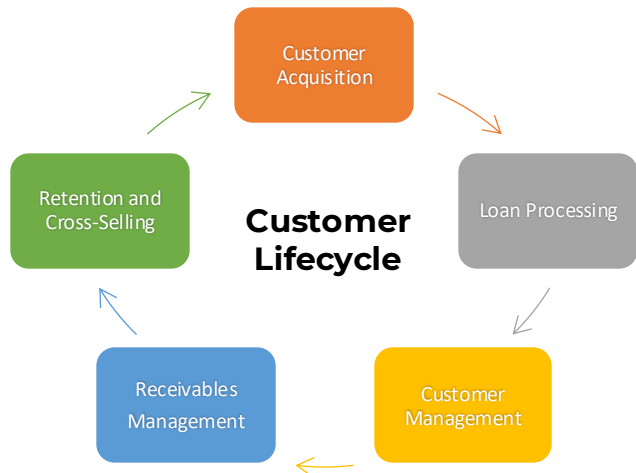 Customer
Acquisition
Loan Processing
Customer
Management
Receivables
Management
Retention and
Cross-Selling
Customer
Lifecycle